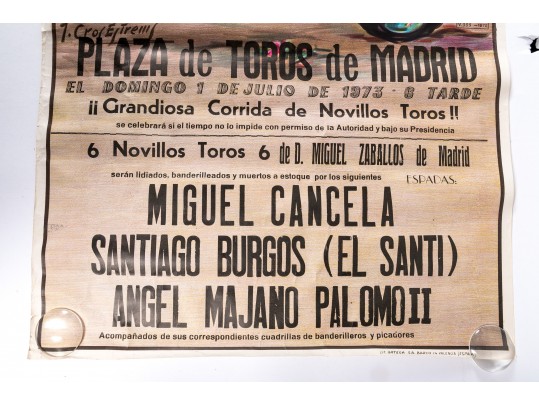 J. Cros Estrems
PLAZA de TOROS de MADRID
EL DOMINGO 1 DE JULIO DE 1973 - 6 TARDE
¡¡Grandiosa Corrida de Novillos Toros!!
se celebrará si el tiempo no lo impide con permiso de la Autoridad y bajo su Presidencia
6 Novillos Toros 6 de D. MIGUEL ZABALLOS de Madrid
serán lidiados, banderilleados y muertos a estoque por los siguientes ESPADAS:
MIGUEL CANCELA
SANTIAGO BURGOS (EL SANTI)
ANGEL MAJANO PALOMO II
Acompañados de sus correspondientes cuadrillas de banderilleros y picadores